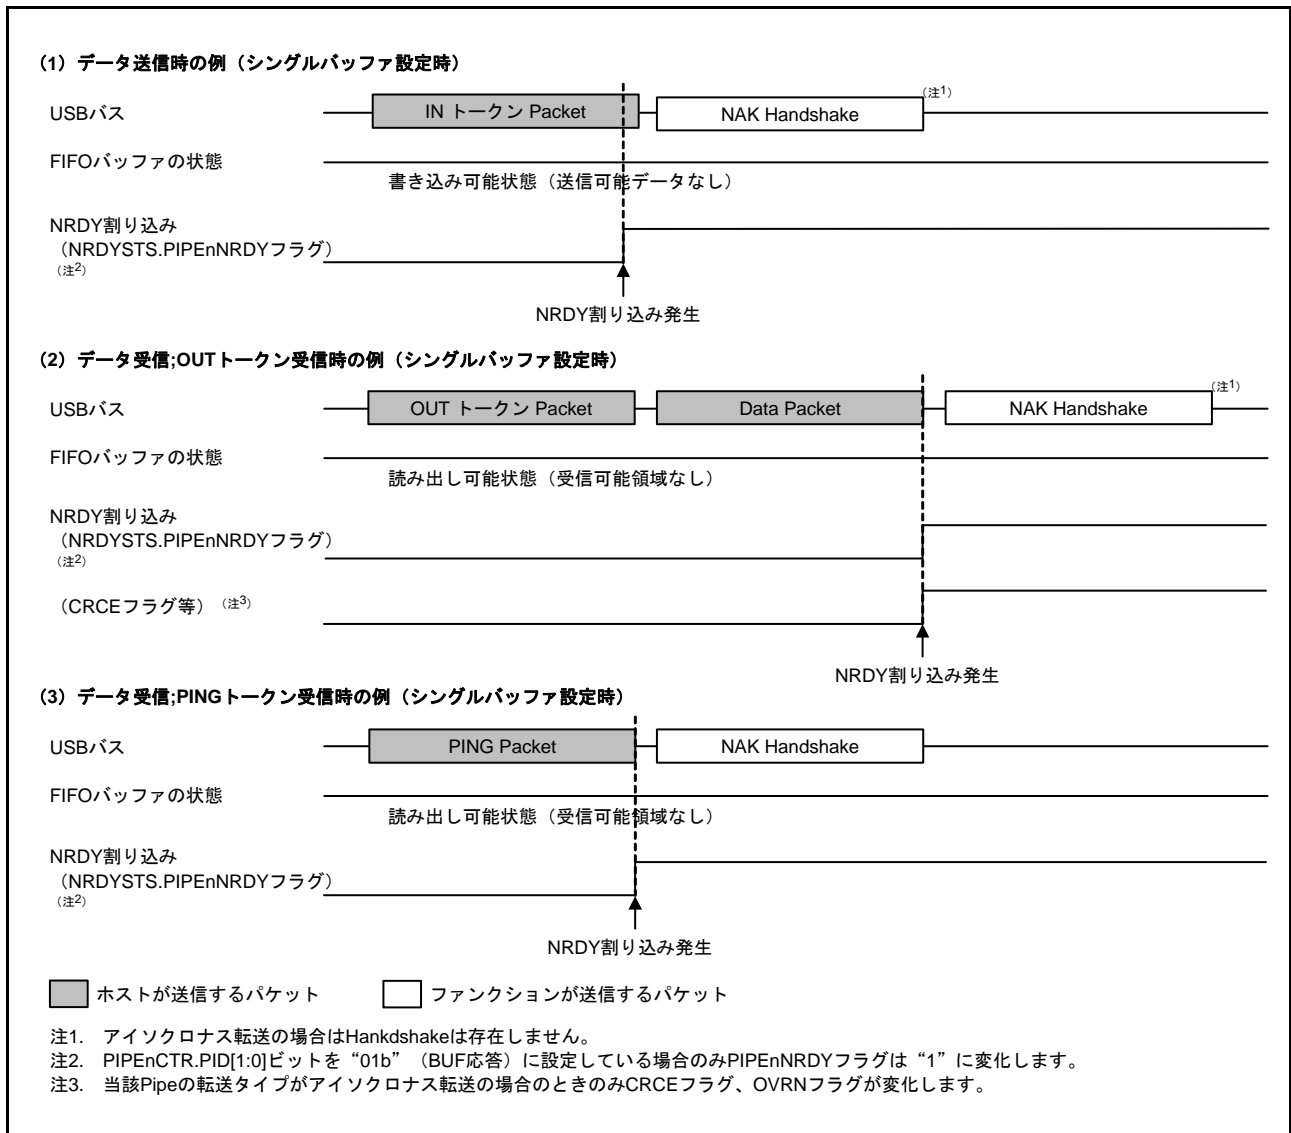 （1）データ送信時の例（シングルバッファ設定時）
USBバス
IN トークン Packet
NAK Handshake
（注1）
FIFOバッファの状態
書き込み可能状態（送信可能データなし）
NRDY割り込み
（NRDYSTS.PIPEnNRDYフラグ）
（注2）
NRDY割り込み発生
（2）データ受信;OUTトークン受信時の例（シングルバッファ設定時）
USBバス
OUT トークン Packet
Data Packet
NAK Handshake
（注1）
FIFOバッファの状態
読み出し可能状態（受信可能領域なし）
NRDY割り込み
（NRDYSTS.PIPEnNRDYフラグ）
（注2）
（CRCEフラグ等）（注3）
NRDY割り込み発生
（3）データ受信;PINGトークン受信時の例（シングルバッファ設定時）
USBバス
PING Packet
NAK Handshake
FIFOバッファの状態
読み出し可能状態（受信可能領域なし）
NRDY割り込み
（NRDYSTS.PIPEnNRDYフラグ）
（注2）
NRDY割り込み発生
ホストが送信するパケット
ファンクションが送信するパケット
注1. アイソクロナス転送の場合はHankdshakeは存在しません。
注2. PIPEnCTR.PID[1:0]ビットを“01b”（BUF応答）に設定している場合のみPIPEnNRDYフラグは“1”に変化します。
注3. 当該Pipeの転送タイプがアイソクロナス転送の場合のときのみCRCEフラグ、OVRNフラグが変化します。